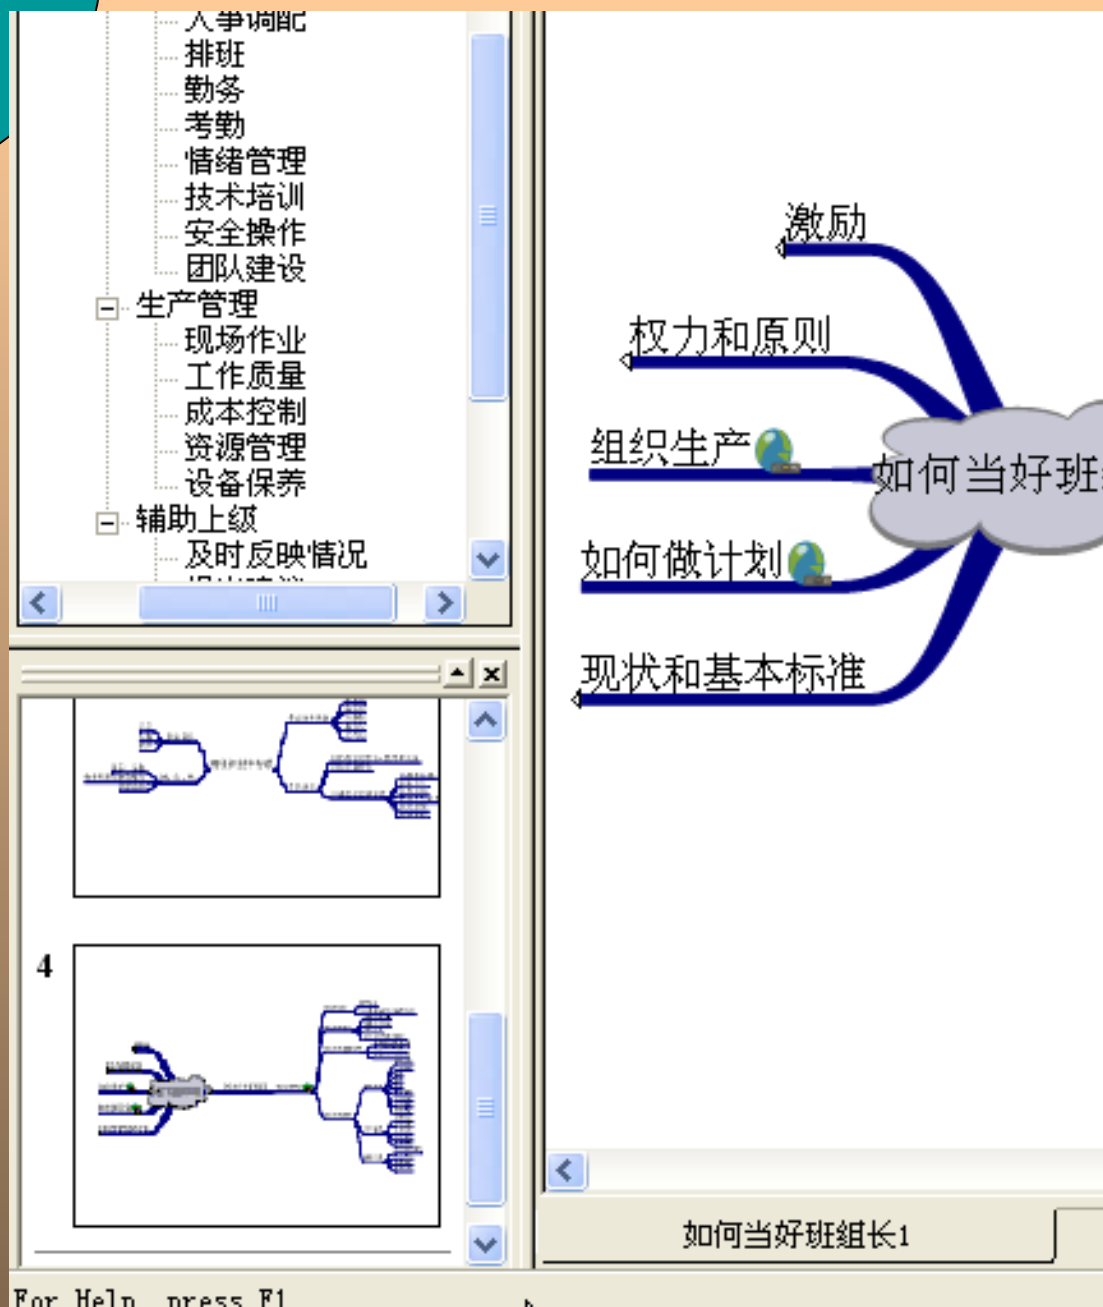 人事调配
排班
勤务
考勤
情绪管理
技术培训
安全操作
团队建设
生产管理
现场作业
工作质量
成本控制
资源管理
设备保养
辅助上级
及时反映情况
4
激励
权力和原则
组织生产
如何做计划
现状和基本标准
如何当好班
如何当好班组长1
For Help, press F1